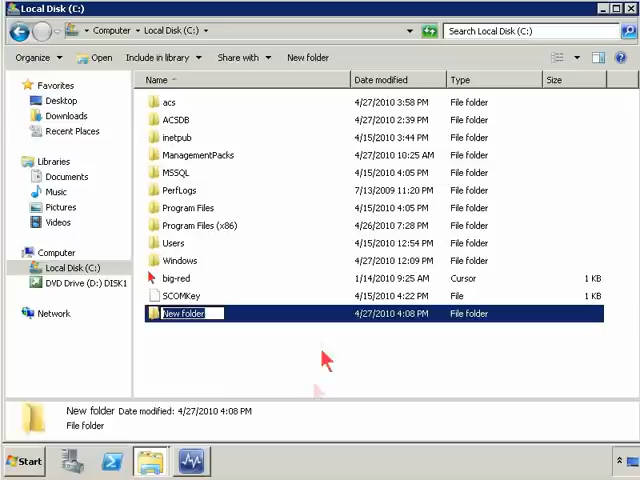 Local Disk (C:)
Computer Local Disk (C:)
Search Local Disk (C:)
Organize Open Include in library Share with New folder
Name Date modified Type Size
Favorites
Desktop
Downloads
Recent Places
Libraries
Documents
Music
Pictures
Videos
Computer
Local Disk (C:)
DVD Drive (D:) DISK1
Network
acs 4/27/2010 3:58 PM File folder
ACSDB 4/27/2010 2:39 PM File folder
inetpub 4/15/2010 3:44 PM File folder
ManagementPacks 4/27/2010 10:25 AM File folder
MSSQL 4/15/2010 4:05 PM File folder
PerfLogs 7/13/2009 11:20 PM File folder
Program Files 4/15/2010 4:05 PM File folder
Program Files (x86) 4/26/2010 7:28 PM File folder
Users 4/15/2010 12:54 PM File folder
Windows 4/27/2010 12:09 PM File folder
big-red 1/14/2010 9:25 AM Cursor 1 KB
SCOMKey 4/15/2010 4:22 PM File 1 KB
New folder 4/27/2010 4:08 PM File folder
New folder Date modified: 4/27/2010 4:08 PM
File folder
Start